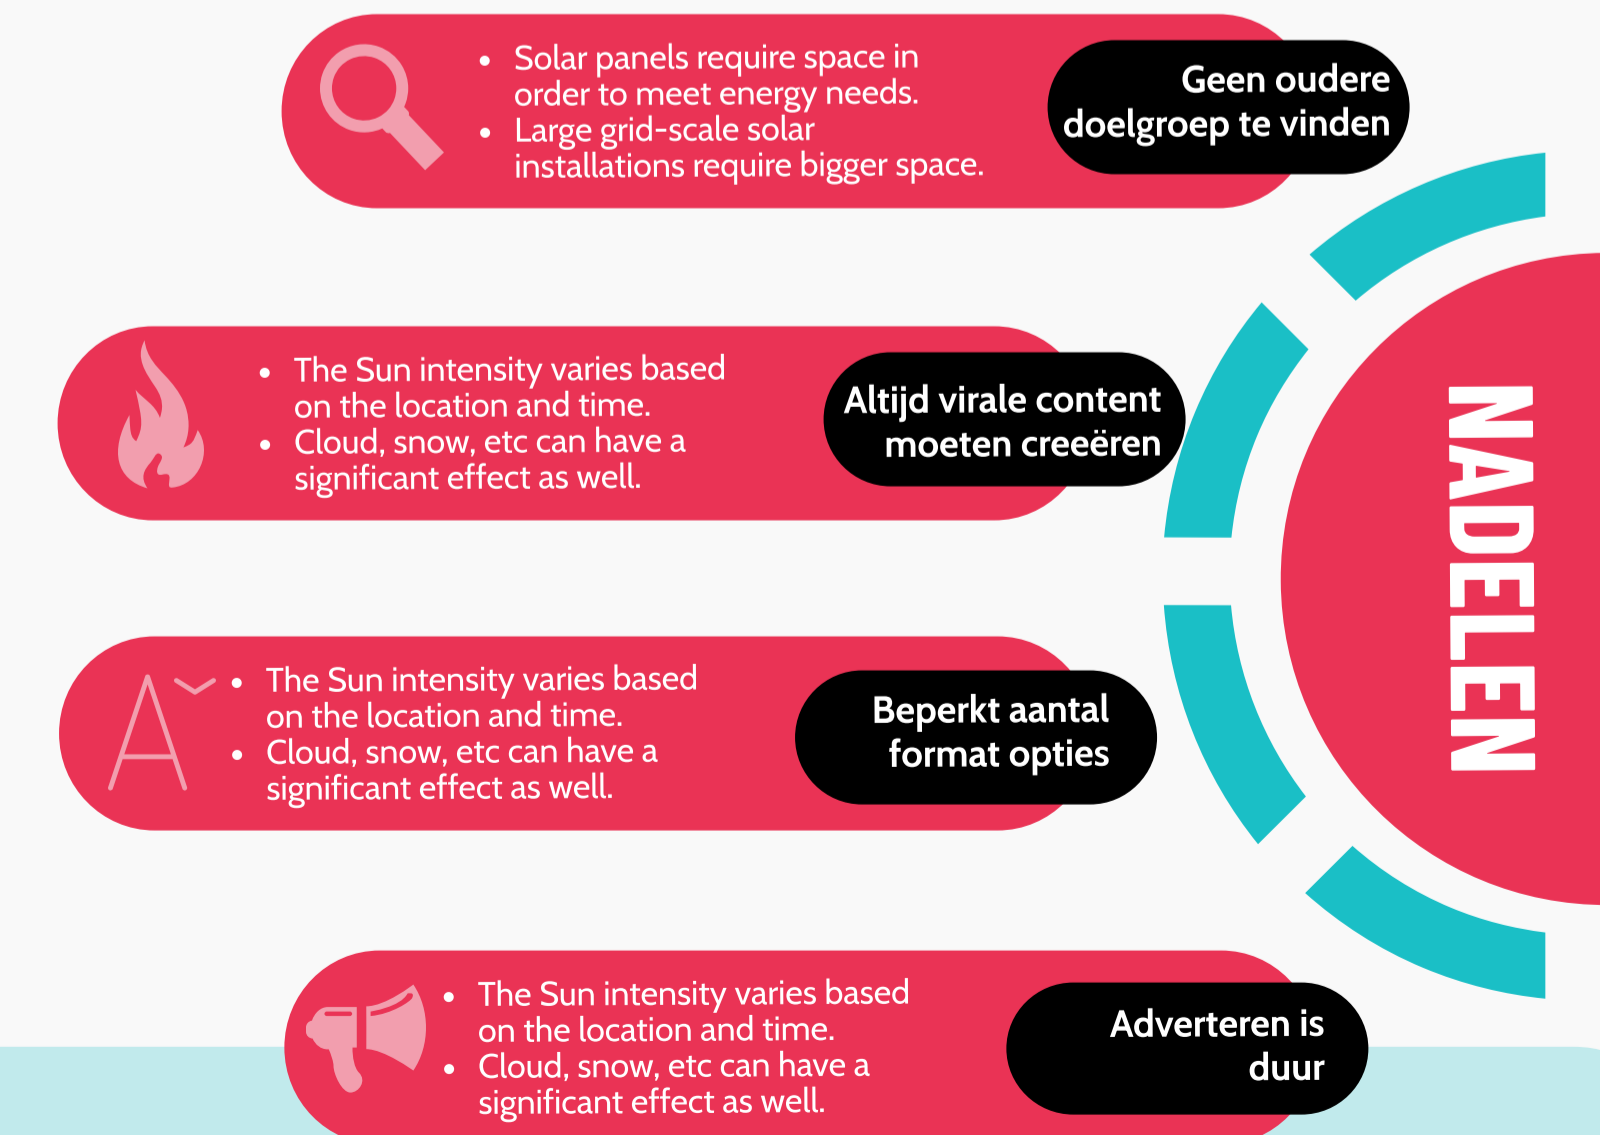 Solar panels require space in
order to meet energy needs.
Large grid-scale solar
installations require bigger space.
Geen oudere
doelgroep te vinden
The Sun intensity varies based
on the location and time.
Cloud, snow, etc can have a
significant effect as well.
Altijd virale content
moeten creeëren
NADELEN
The Sun intensity varies based
on the location and time.
Cloud, snow, etc can have a
significant effect as well.
Beperkt aantal
format opties
The Sun intensity varies based
on the location and time.
Cloud, snow, etc can have a
significant effect as well.
Adverteren is
duur